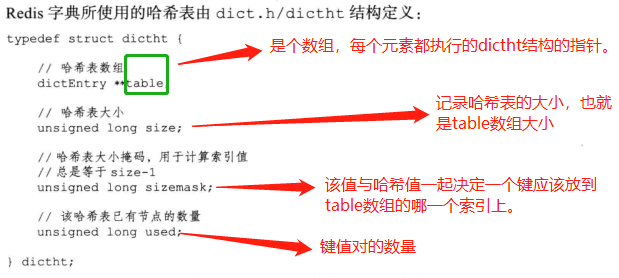 Redis 字典所使用的哈希表由 dict.h/dictht 结构定义：
typedef struct dictht {
是个数组，每个元素都执行的dictht结构的指针。
// 哈希表数组
dictEntry **table
// 哈希表大小
unsigned long size;
记录哈希表的大小，也就
是table数组大小
//哈希表大小掩码，用于计算索引值
//总是等于 size-1
unsigned long sizemask;
该值与哈希值一起决定一个键应该放到
table数组的哪一个索引上。
// 该哈希表已有节点的数量
unsigned long used;
键值对的数量
} dictht;